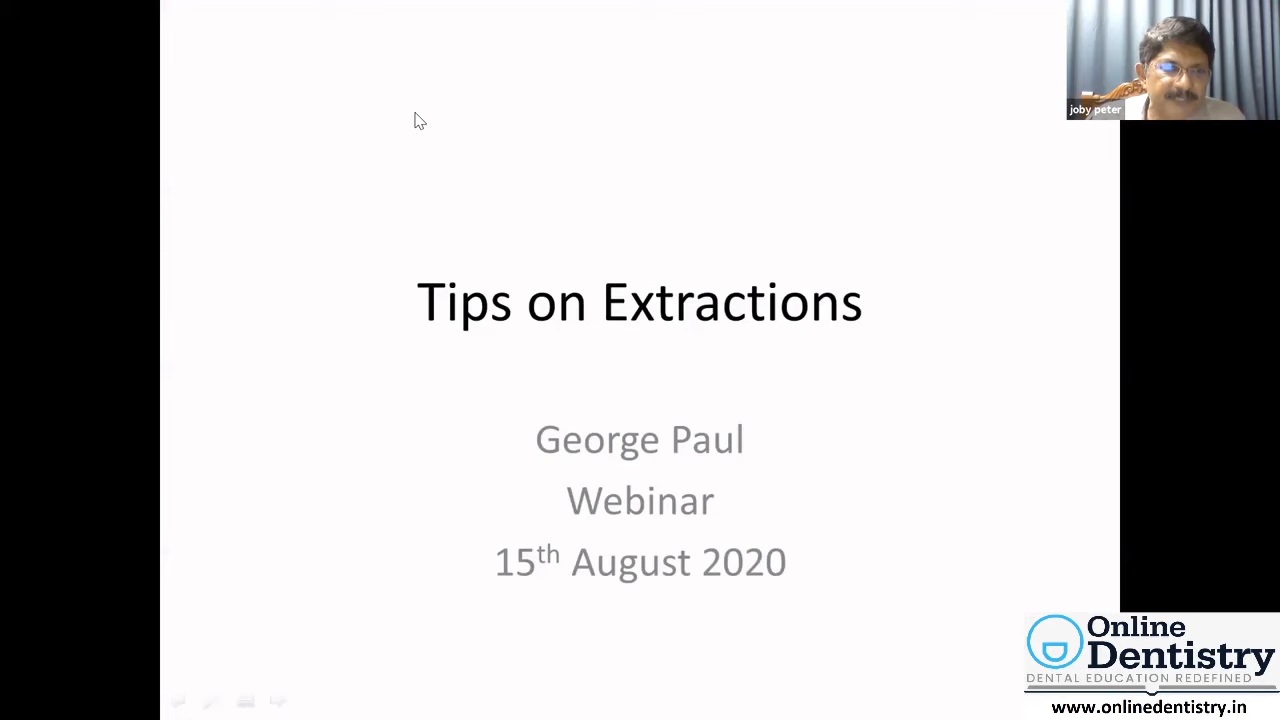 joby peter
Tips on Extractions
George Paul
Webinar
15th August 2020
Online
Dentistry
DENTAL EDUCATION REDEFINED
www.onlinedentistry.in